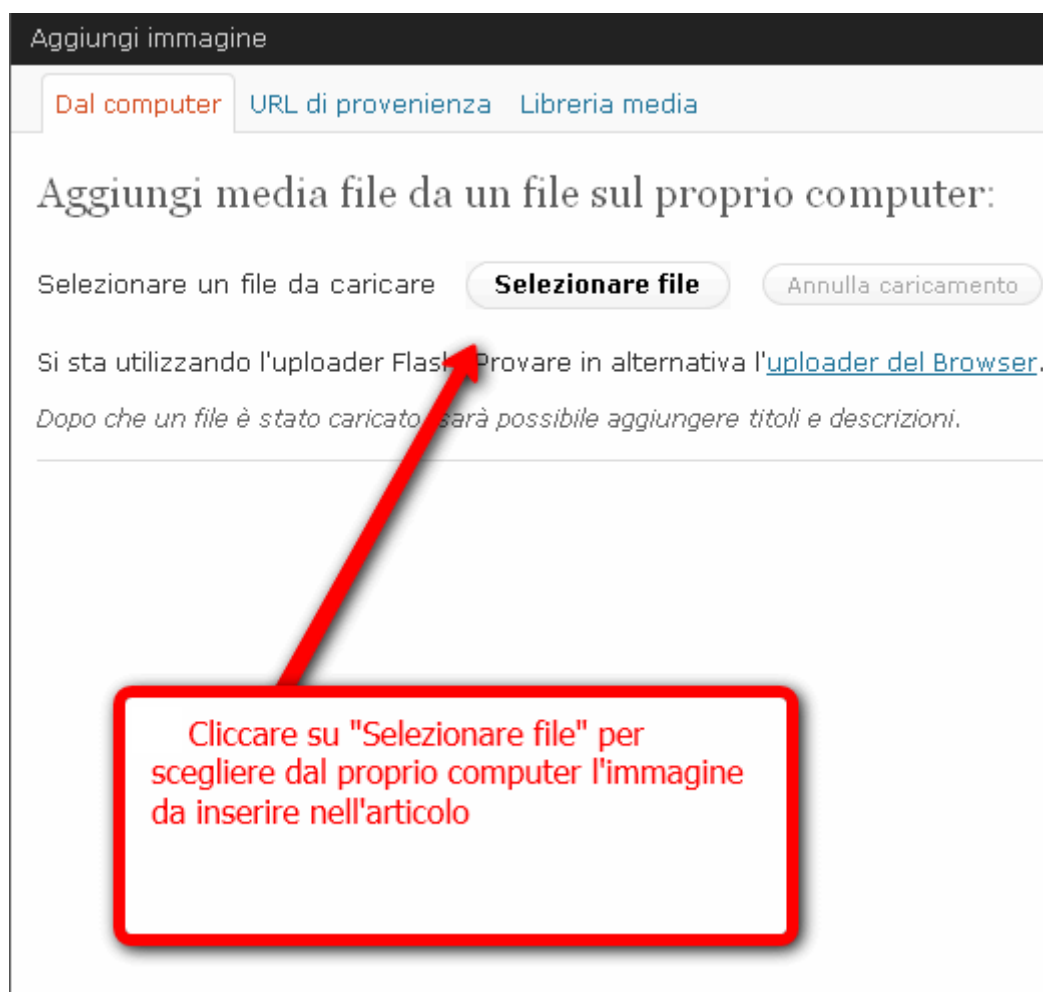 Aggiungi immagine
Dal computer URL di provenienza Libreria media
Aggiungi media file da un file sul proprio computer:
Selezionare un file da caricare Selezionare file Annulla caricamento
Si sta utilizzando l'uploader Flash. Provare in alternativa l'uploader del Browser.
Dopo che un file è stato caricato, sarà possibile aggiungere titoli e descrizioni.
Cliccare su "Selezionare file" per
scegliere dal proprio computer l'immagine
da inserire nell'articolo